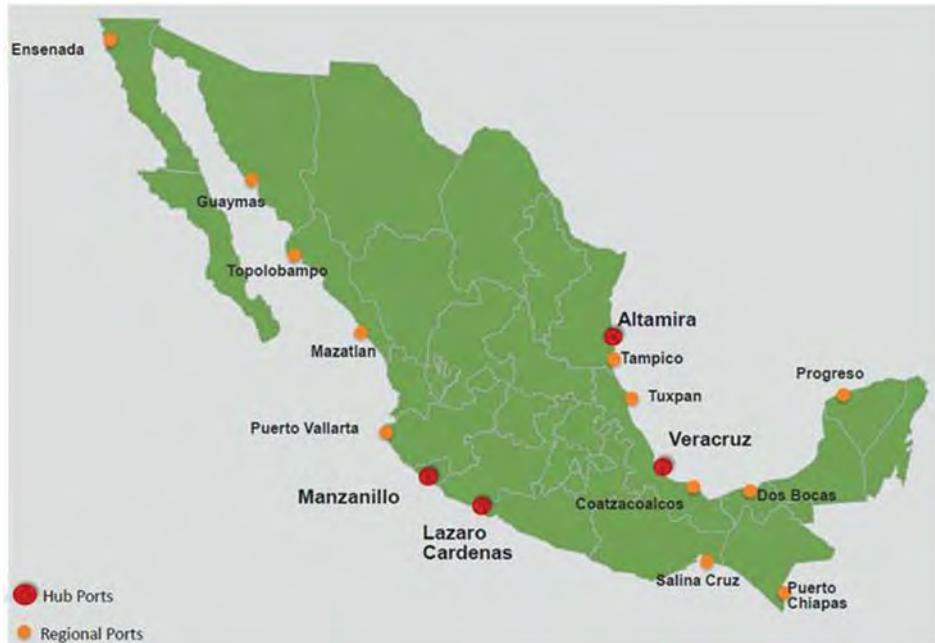 Ensenada
Guaymas
Topolobampo
Altamira
Mazatlan
Tampico
Progreso
Tuxpan
Puerto Vallarta
Veracruz
Manzanillo
Coatzacoalcos
Dos Bocas
Lazaro
Cardenas
Salina Cruz
Puerto
Chiapas
Hub Ports
Regional Ports